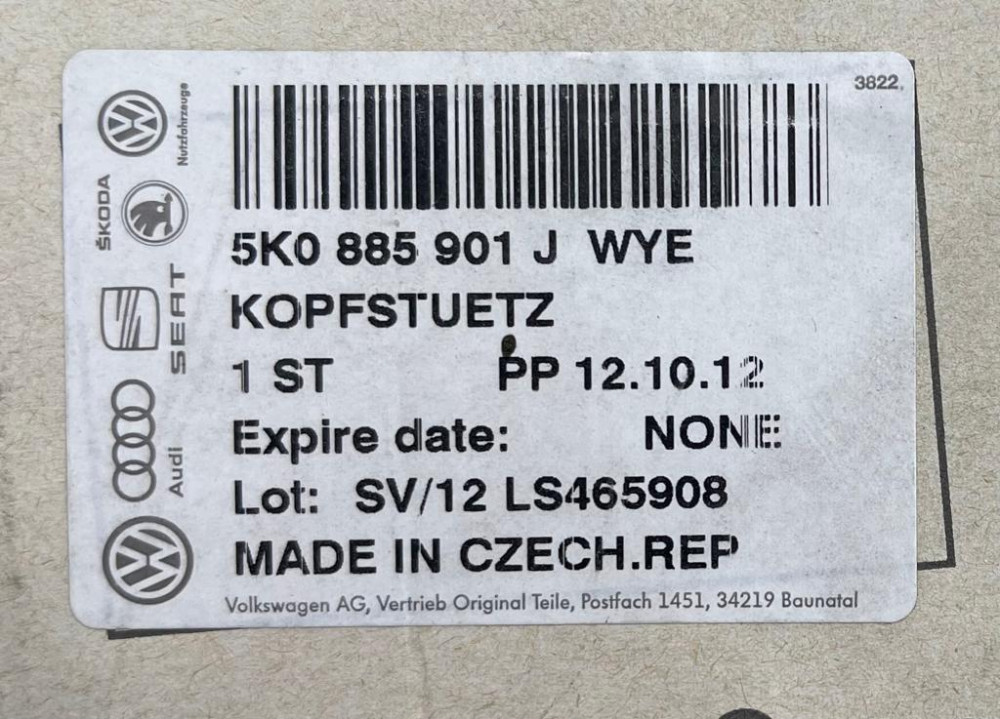 3822
Nutzfahrzeuge
ŠKODA
SEAT
Audi
5K0 885 901 J WYE
KOPFSTUETZ
1 ST PP 12.10.12
Expire date: NONE
Lot: SV/12 LS465908
MADE IN CZECH.REP
Volkswagen AG, Vertrieb Original Teile, Postfach 1451, 34219 Baunatal